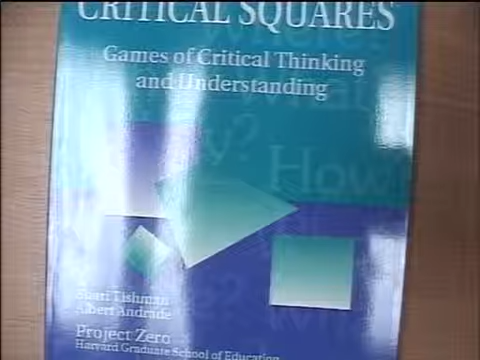 CRITICAL SQUARES
Games of Critical Thinking
and Understanding
What?
y?
How
Shari Tishman
Albert Andrade
Project Zero
Harvard Graduate School of Education